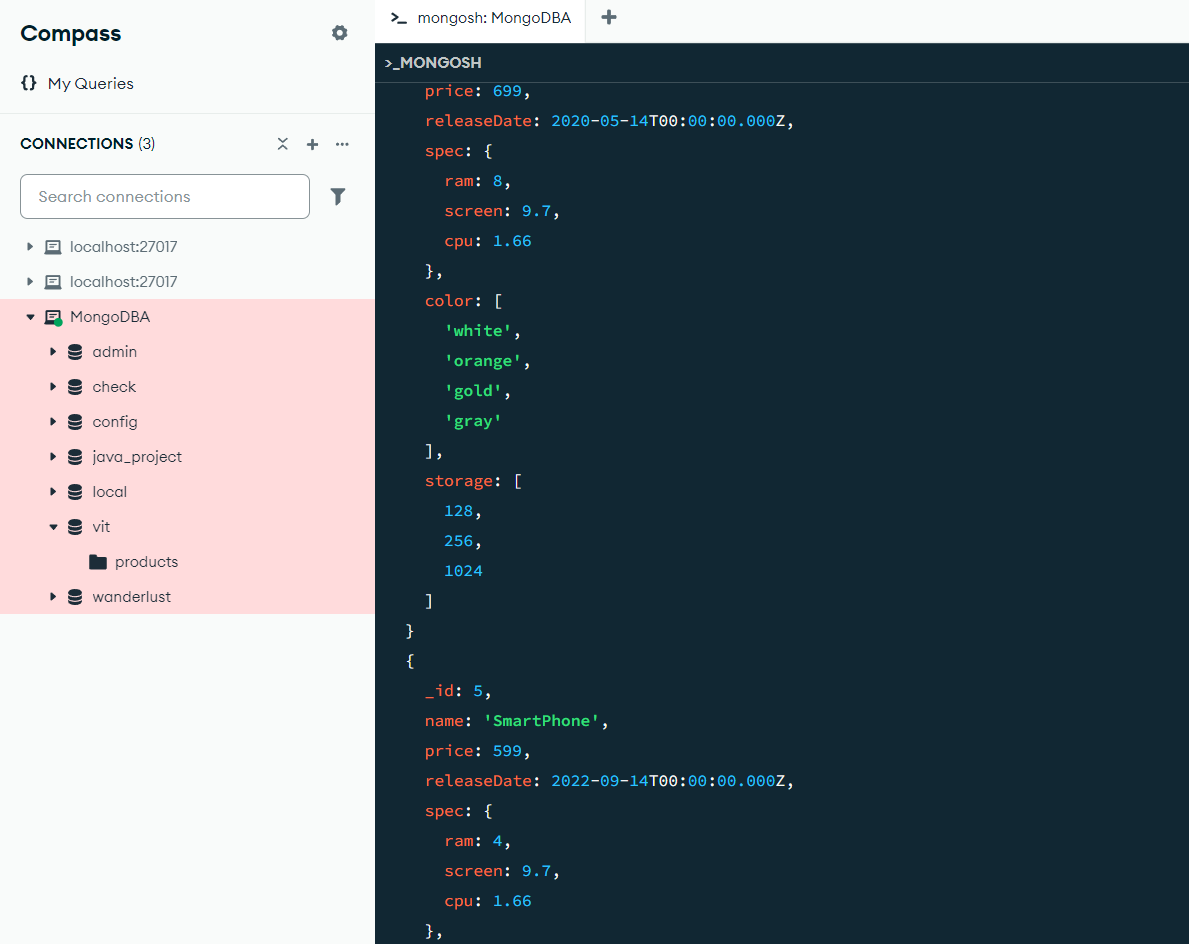 Compass
My Queries
CONNECTIONS (3)
Search connections
localhost:27017
localhost:27017
MongoDBA
admin
check
config
java_project
local
vit
products
wanderlust
>_ mongosh: MongoDBA
>_MONGOSH
price: 699,
releaseDate: 2020-05-14T00:00:00.000Z,
spec: {
ram: 8,
screen: 9.7,
cpu: 1.66
},
color: [
'white',
'orange',
'gold',
'gray'
],
storage: [
128,
256,
1024
]
}
{
_id: 5,
name: 'SmartPhone',
price: 599,
releaseDate: 2022-09-14T00:00:00.000Z,
spec: {
ram: 4,
screen: 9.7,
cpu: 1.66
},